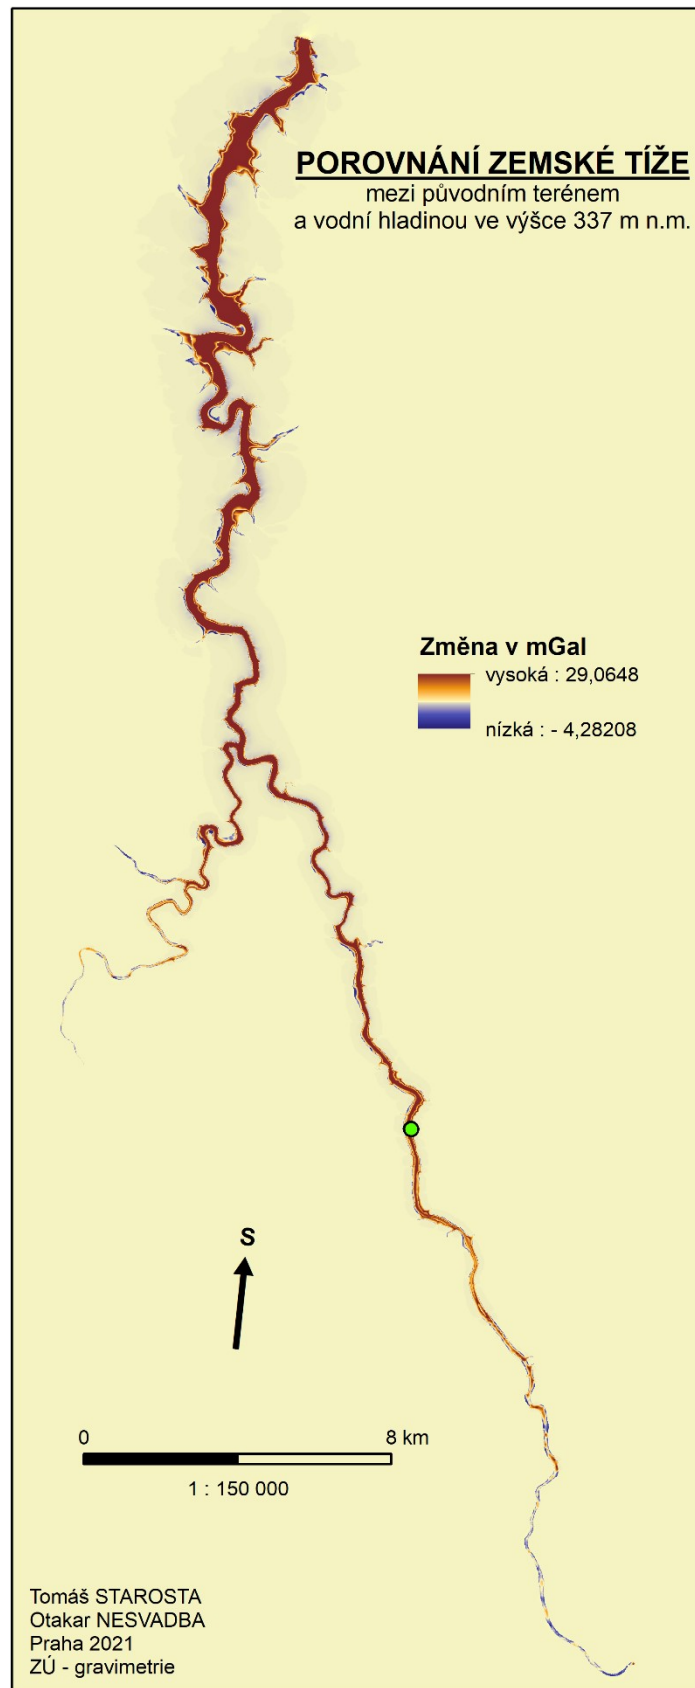 POROVNÁNÍ ZEMSKÉ TÍŽE
mezi původním terénem
a vodní hladinou ve výšce 337 m n.m.
Změna v mGal
vysoká : 29,0648
nízká : - 4,28208
S
0 8 km
1 : 150 000
Tomáš STAROSTA
Otakar NESVADBA
Praha 2021
ZÚ - gravimetrie